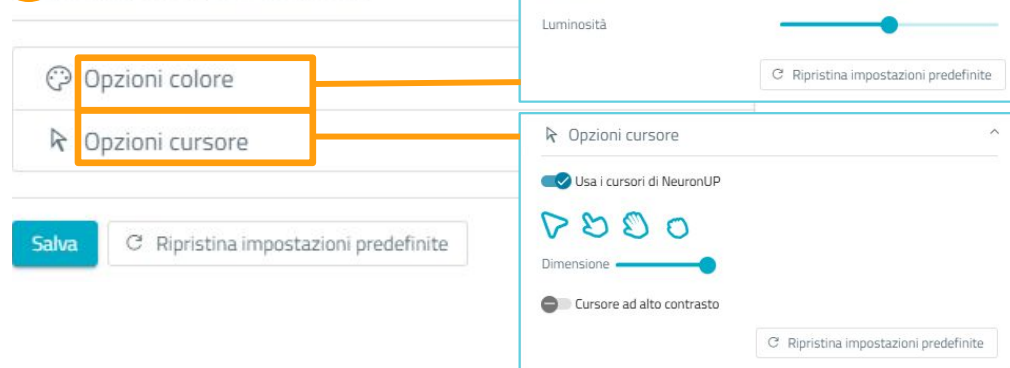 Opzioni colore
Opzioni cursore
Salva
Ripristina impostazioni predefinite
Luminosità
Ripristina impostazioni predefinite
Opzioni cursore
Usa i cursori di NeuronUP
Dimensione
Cursore ad alto contrasto
Ripristina impostazioni predefinite